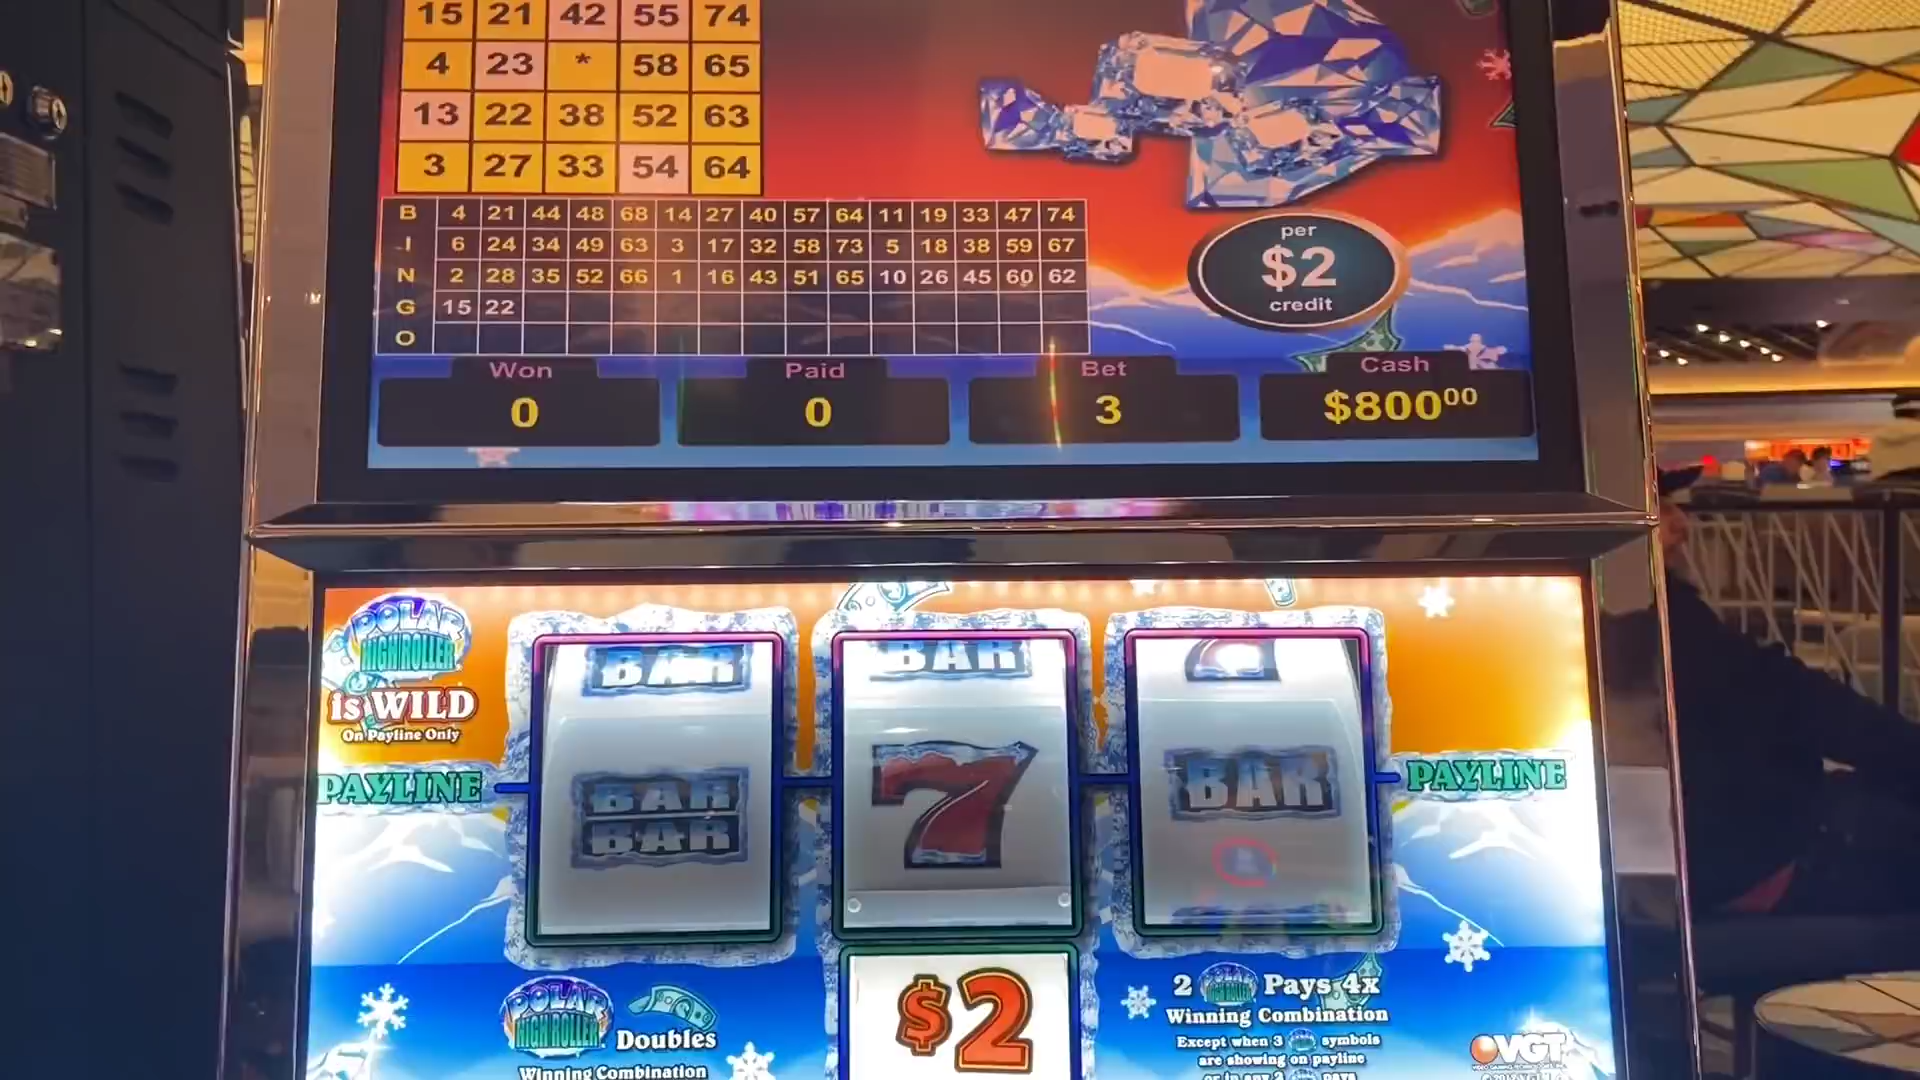 15 21 42 55 74
4 23 * 58 65
13 22 38 52 63
3 27 33 54 64
B 4 21 44 48 68 14 27 40 57 64 11 19 33 47 74
I 6 24 34 49 63 3 17 32 58 73 5 18 38 59 67
N 2 28 35 52 66 1 16 43 51 65 10 26 45 60 62
G 15 22
O
per
$2
credit
Won
0
Paid
0
Bet
3
Cash
$800⁰⁰
POLAR
HIGH ROLLER
is WILD
On Payline Only
PAYLINE
BAR
BAR
BAR
BAR
7
BAR
PAYLINE
POLAR
HIGH ROLLER
Doubles
Winning Combination
$2
2 POLAR HIGH ROLLER Pays 4x
Winning Combination
Except when 3 symbols
are showing on payline
VGT